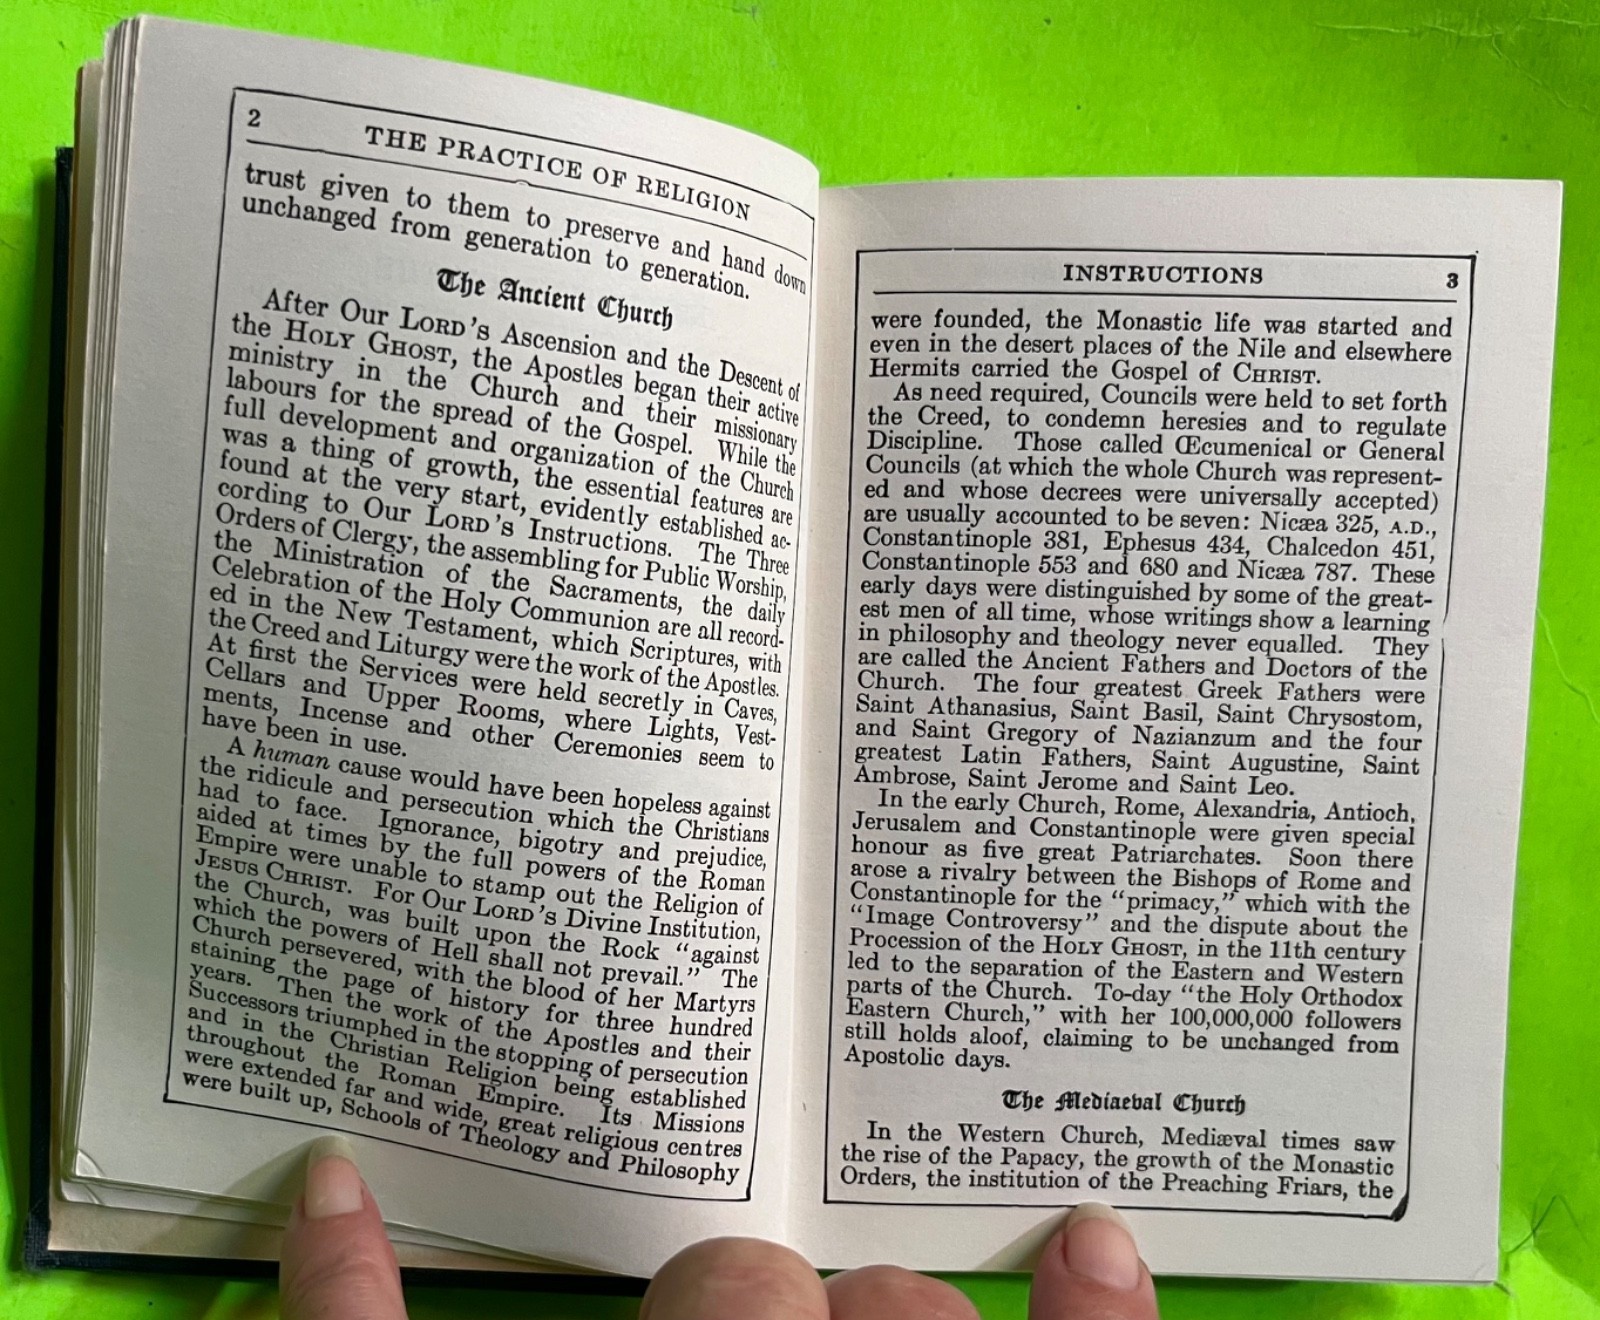 2
THE PRACTICE OF RELIGION
trust given to them to preserve and hand down
unchanged from generation to generation.
The Ancient Church
After Our LORD'S Ascension and the Descent of
the HOLY GHOST, the Apostles began their active
ministry in the Church and their missionary
labours for the spread of the Gospel. While the
full development and organization of the Church
was a thing of growth, the essential features are
found at the very start, evidently established ac-
cording to Our LORD'S Instructions. The Three
Orders of Clergy, the assembling for Public Worship,
the Ministration of the Sacraments, the daily
Celebration of the Holy Communion are all record-
ed in the New Testament, which Scriptures, with
the Creed and Liturgy were the work of the Apostles.
At first the Services were held secretly in Caves,
Cellars and Upper Rooms, where Lights, Vest-
ments, Incense and other Ceremonies seem to
have been in use.
A human cause would have been hopeless against
the ridicule and persecution which the Christians
had to face. Ignorance, bigotry and prejudice,
aided at times by the full powers of the Roman
Empire were unable to stamp out the Religion of
JESUS CHRIST. For Our LORD'S Divine Institution,
the Church, was built upon the Rock "against
which the powers of Hell shall not prevail." The
Church persevered, with the blood of her Martyrs
staining the page of history for three hundred
years. Then the work of the Apostles and their
Successors triumphed in the stopping of persecution
and in the Christian Religion being established
throughout the Roman Empire. Its Missions
were extended far and wide, great religious centres
were built up, Schools of Theology and Philosophy
INSTRUCTIONS 3
were founded, the Monastic life was started and
even in the desert places of the Nile and elsewhere
Hermits carried the Gospel of CHRIST.
As need required, Councils were held to set forth
the Creed, to condemn heresies and to regulate
Discipline. Those called Œcumenical or General
Councils (at which the whole Church was represent-
ed and whose decrees were universally accepted)
are usually accounted to be seven: Nicæa 325, A.D.,
Constantinople 381, Ephesus 434, Chalcedon 451,
Constantinople 553 and 680 and Nicæa 787. These
early days were distinguished by some of the great-
est men of all time, whose writings show a learning
in philosophy and theology never equalled. They
are called the Ancient Fathers and Doctors of the
Church. The four greatest Greek Fathers were
Saint Athanasius, Saint Basil, Saint Chrysostom,
and Saint Gregory of Nazianzum and the four
greatest Latin Fathers, Saint Augustine, Saint
Ambrose, Saint Jerome and Saint Leo.
In the early Church, Rome, Alexandria, Antioch,
Jerusalem and Constantinople were given special
honour as five great Patriarchates. Soon there
arose a rivalry between the Bishops of Rome and
Constantinople for the "primacy," which with the
"Image Controversy" and the dispute about the
Procession of the HOLY GHOST, in the 11th century
led to the separation of the Eastern and Western
parts of the Church. To-day "the Holy Orthodox
Eastern Church," with her 100,000,000 followers
still holds aloof, claiming to be unchanged from
Apostolic days.
The Mediaeval Church
In the Western Church, Mediæval times saw
the rise of the Papacy, the growth of the Monastic
Orders, the institution of the Preaching Friars, the